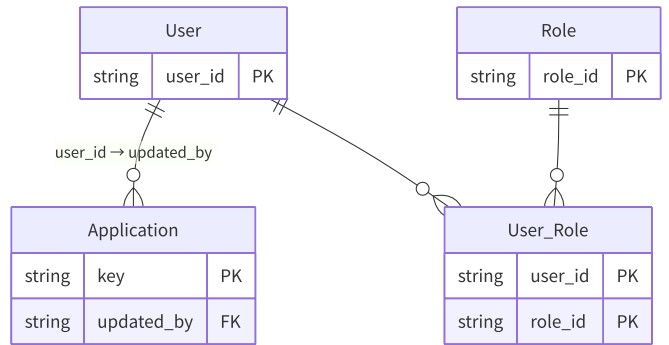 User
string user_id PK
Role
string role_id PK
user_id → updated_by
Application
string key PK
string updated_by FK
User_Role
string user_id PK
string role_id PK